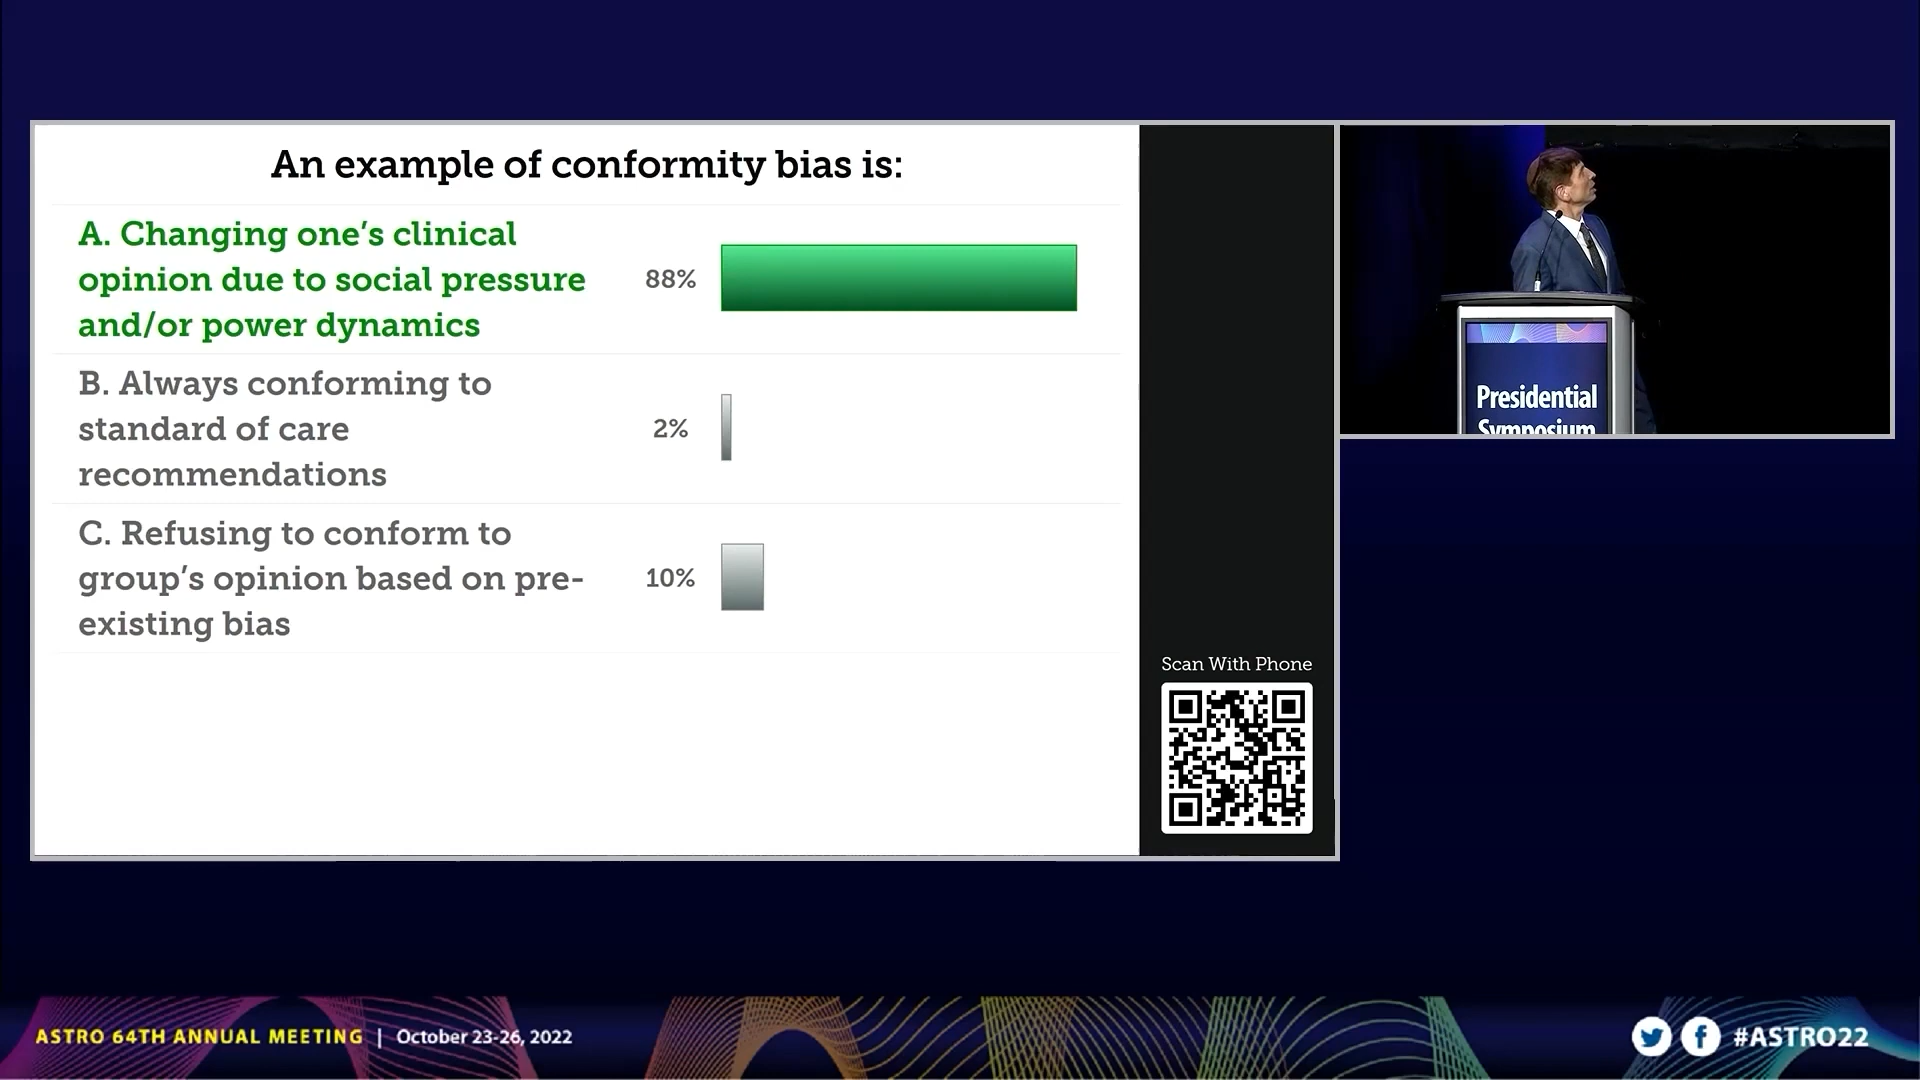 An example of conformity bias is:
A. Changing one’s clinical
opinion due to social pressure
and/or power dynamics
88%
B. Always conforming to
standard of care
recommendations
2%
C. Refusing to conform to
group’s opinion based on pre-
existing bias
10%
Scan With Phone
Presidential
Symposium
ASTRO 64TH ANNUAL MEETING | October 23-26, 2022
#ASTRO22